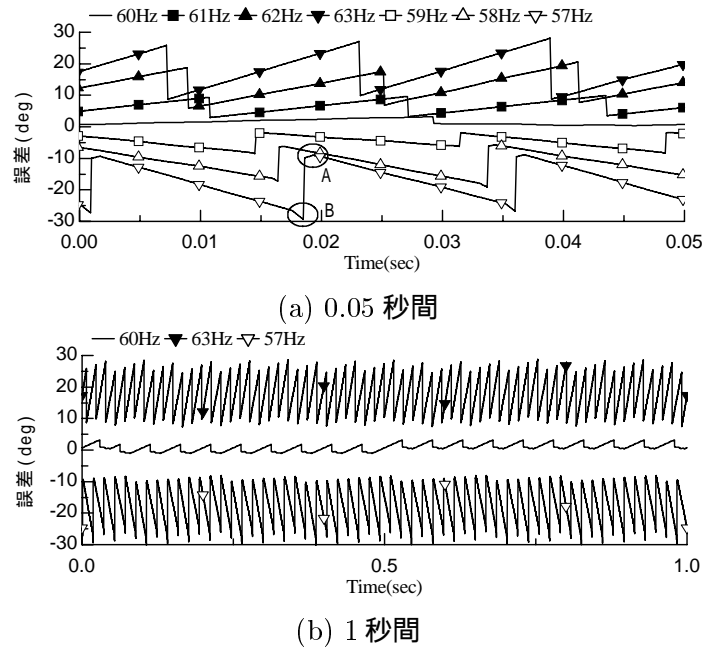 60Hz 61Hz 62Hz 63Hz 59Hz 58Hz 57Hz
30
20
10
0
-10
-20
-30
誤差(deg)
A
B
0.00 0.01 0.02 0.03 0.04 0.05
Time(sec)
(a) 0.05 秒間
60Hz 63Hz 57Hz
30
20
10
0
-10
-20
-30
誤差(deg)
0.0 0.5 1.0
Time(sec)
(b) 1 秒間